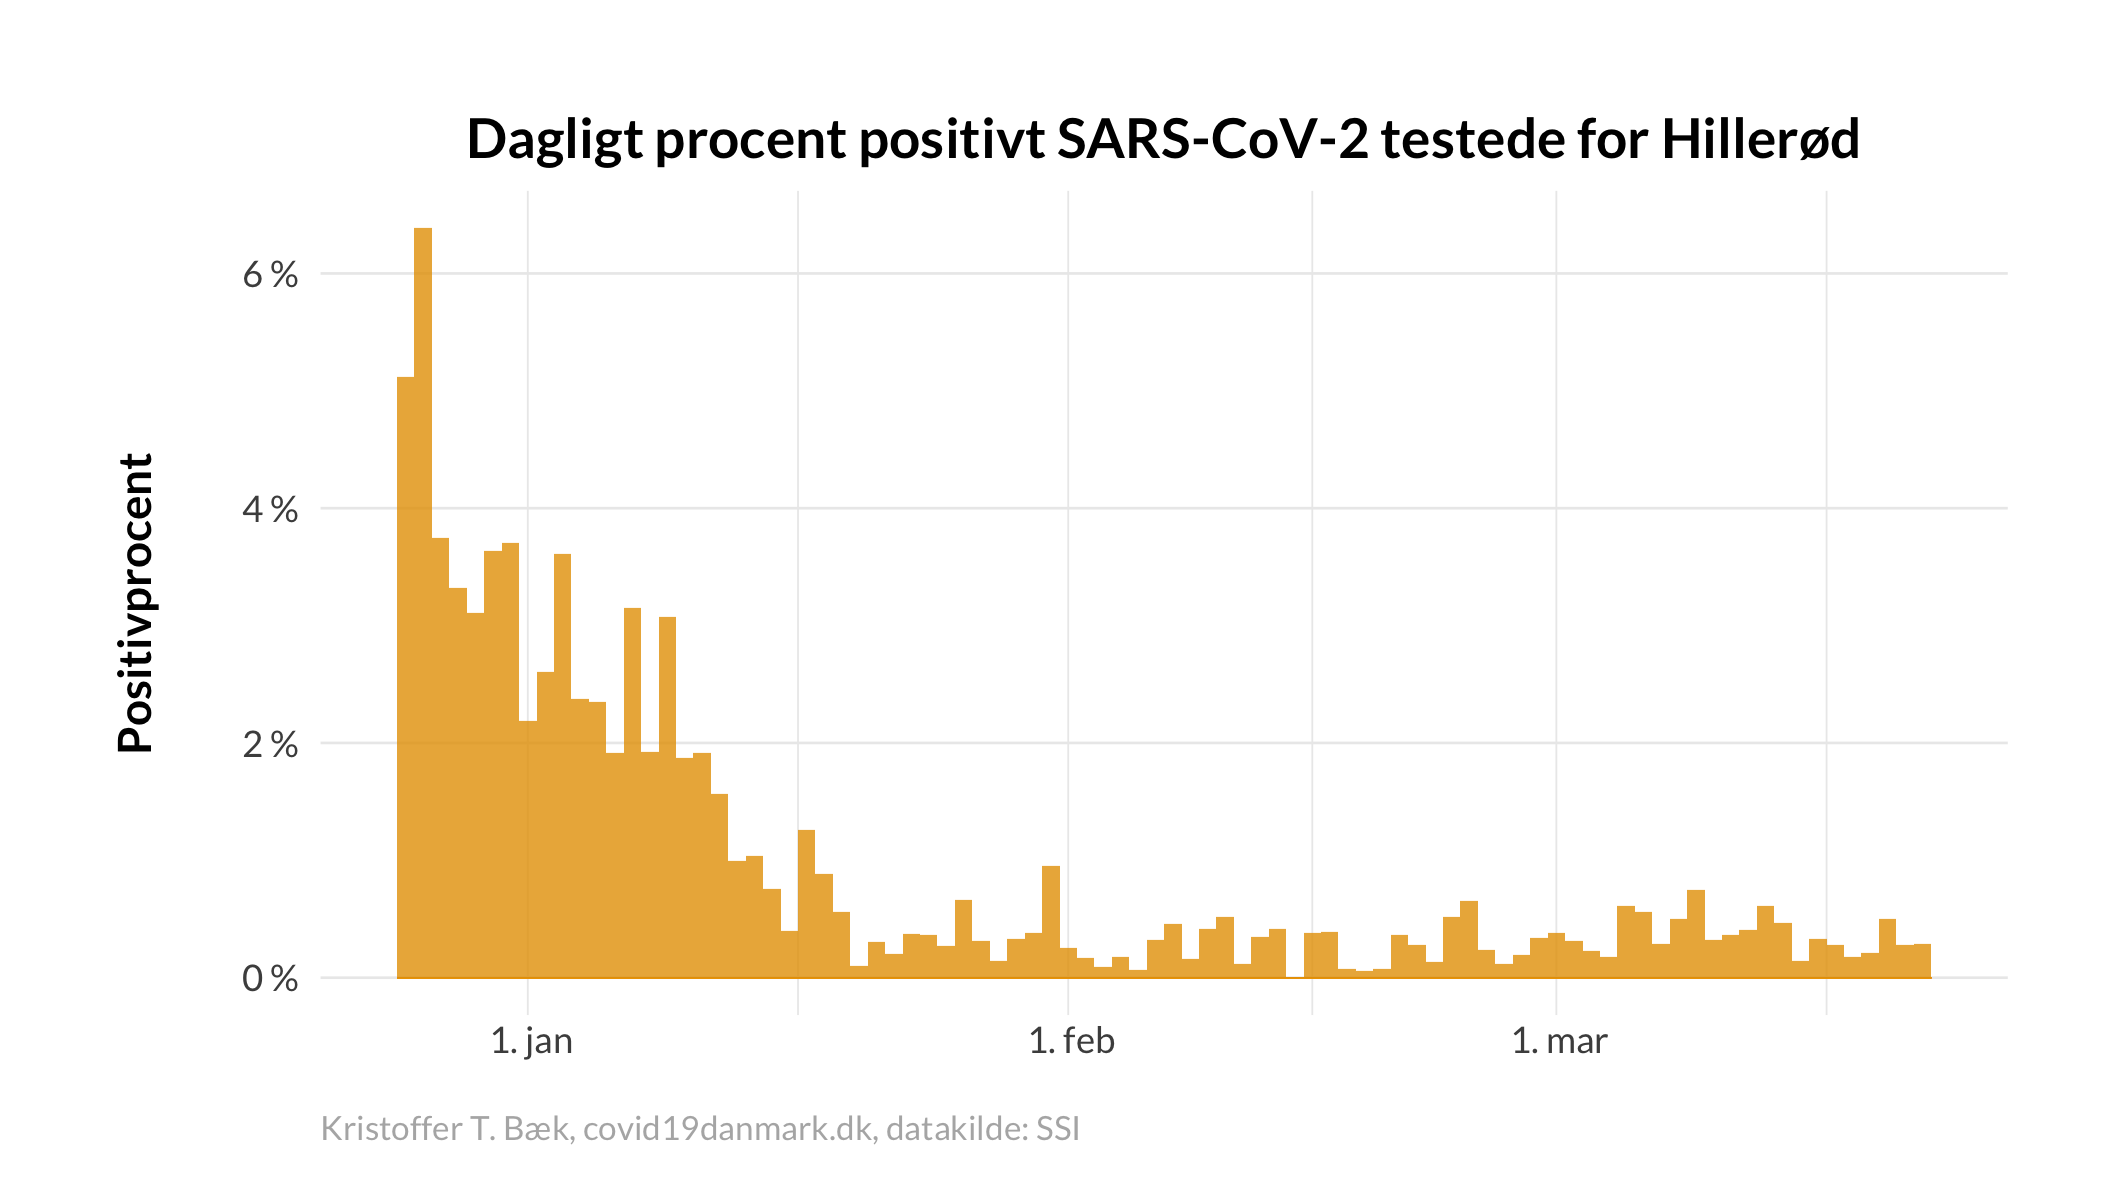 Dagligt procent positivt SARS-CoV-2 testede for Hillerød
Positivprocent
6 %
4 %
2 %
0 %
1. jan
1. feb
1. mar
Kristoffer T. Bæk, covid19danmark.dk, datakilde: SSI